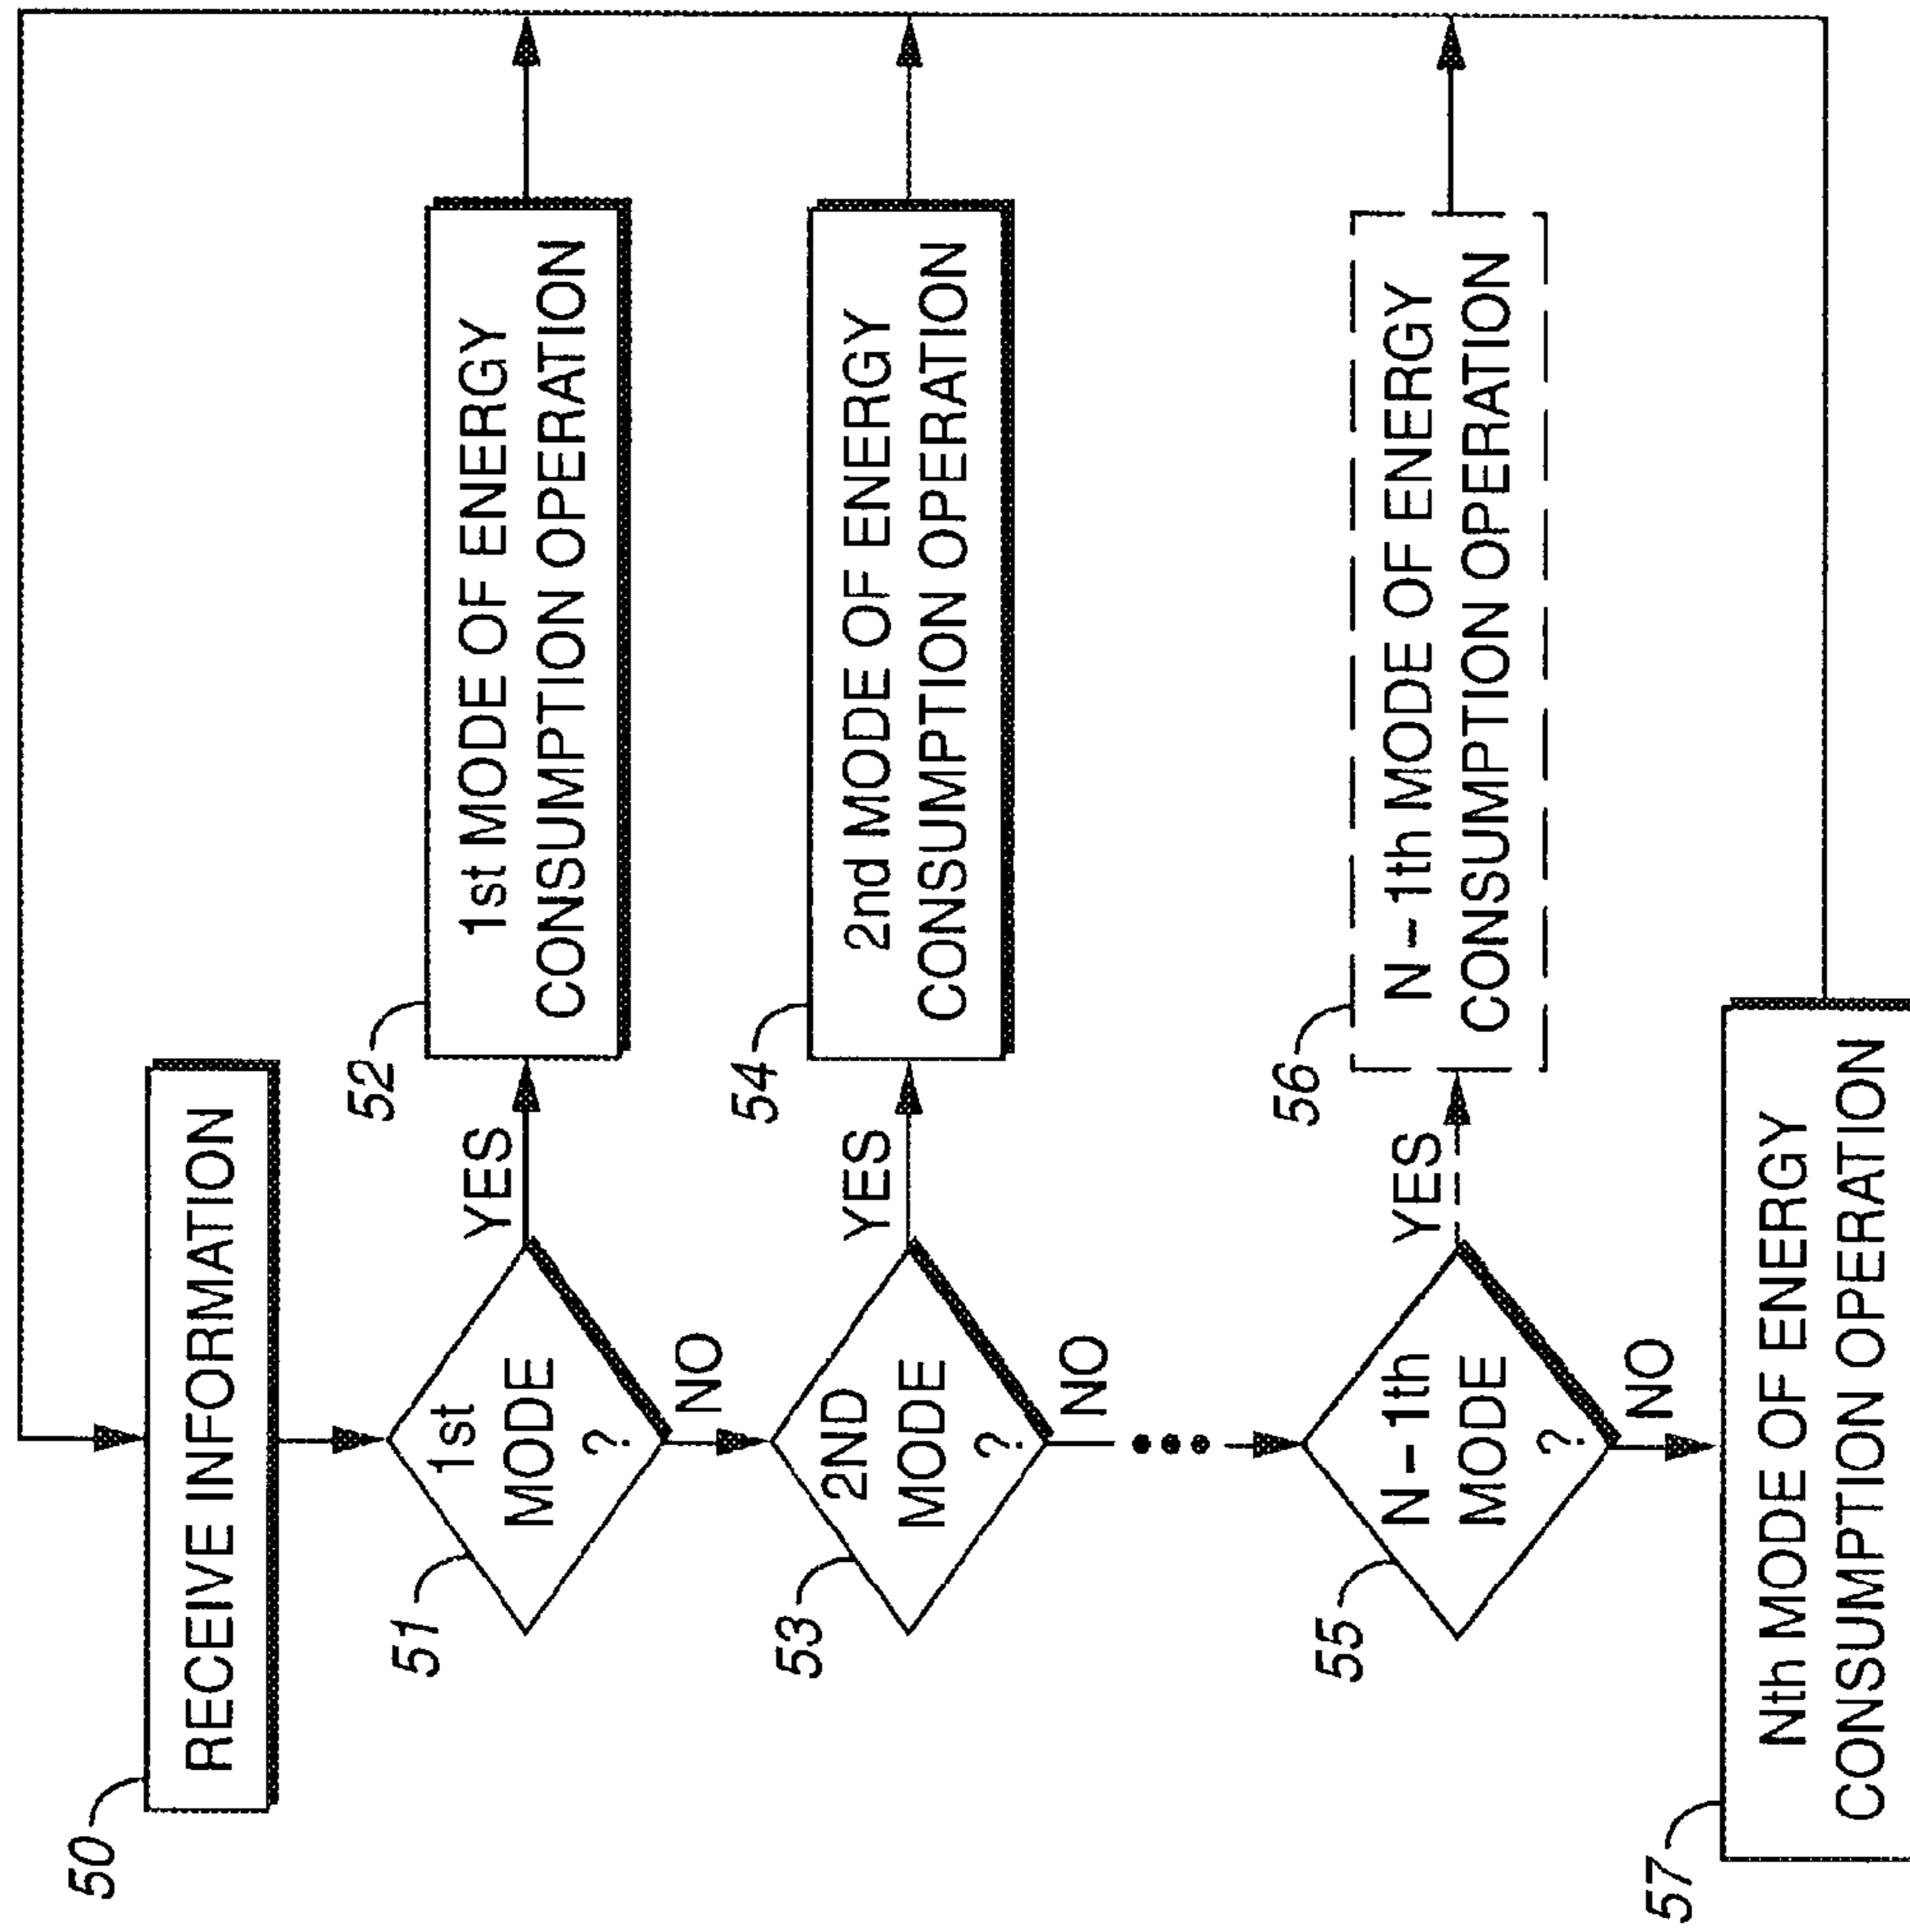 50
RECEIVE INFORMATION
51
1st
MODE
?
YES
NO
52
1st MODE OF ENERGY
CONSUMPTION OPERATION
53
2ND
MODE
?
YES
NO
54
2nd MODE OF ENERGY
CONSUMPTION OPERATION
55
N-1th
MODE
?
YES
NO
56
N-1th MODE OF ENERGY
CONSUMPTION OPERATION
57
Nth MODE OF ENERGY
CONSUMPTION OPERATION